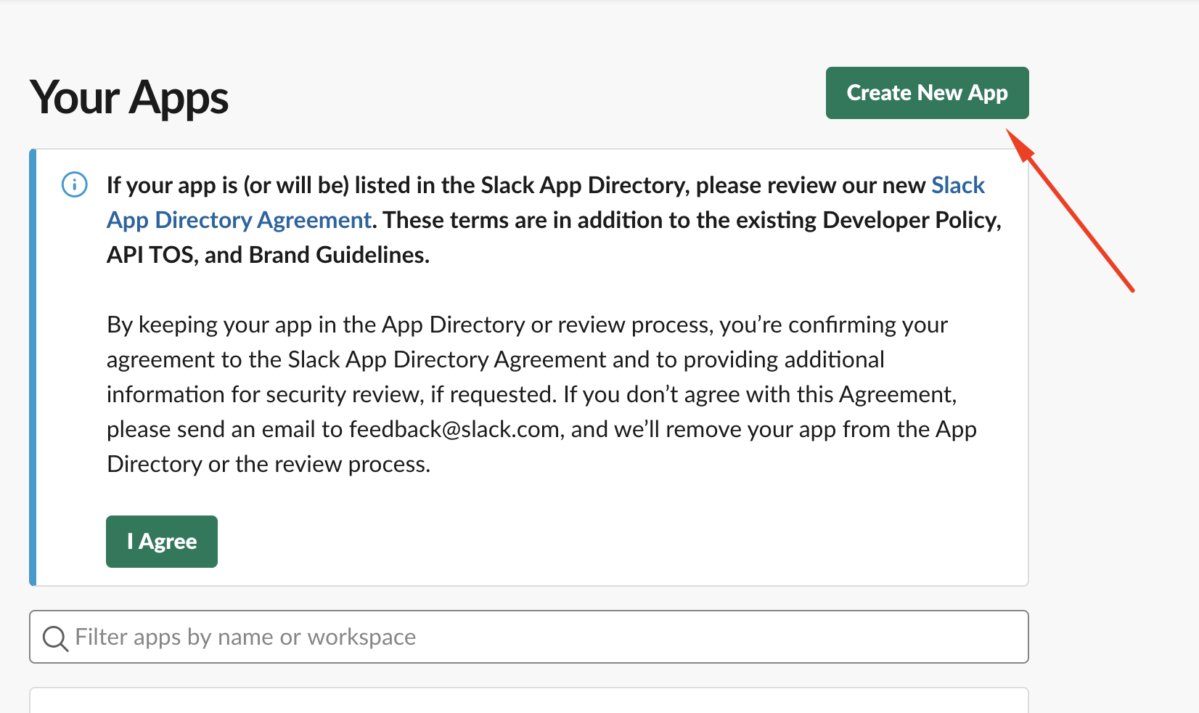 Your Apps
Create New App
If your app is (or will be) listed in the Slack App Directory, please review our new Slack
App Directory Agreement. These terms are in addition to the existing Developer Policy,
API TOS, and Brand Guidelines.
By keeping your app in the App Directory or review process, you’re confirming your
agreement to the Slack App Directory Agreement and to providing additional
information for security review, if requested. If you don’t agree with this Agreement,
please send an email to feedback@slack.com, and we’ll remove your app from the App
Directory or the review process.
I Agree
Filter apps by name or workspace